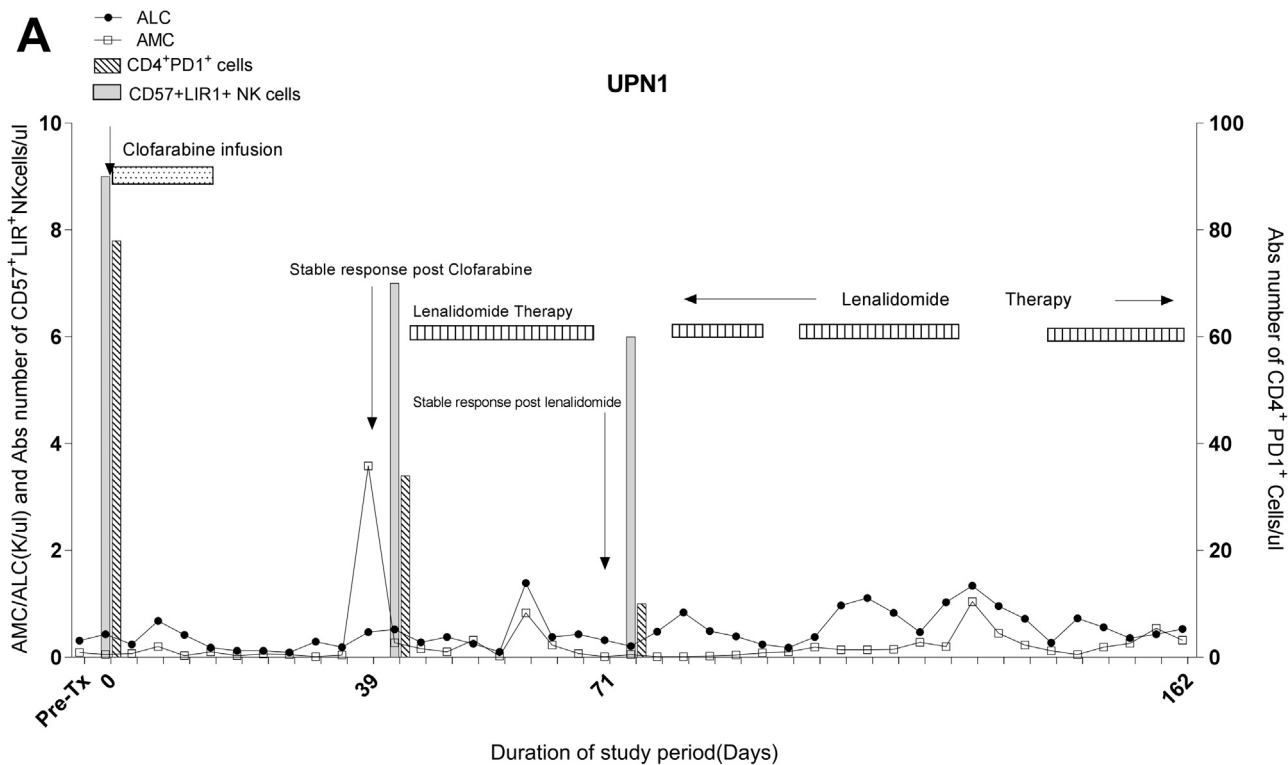 A
ALC
AMC
CD4+PD1+ cells
CD57+LIR1+ NK cells
UPN1
AMC/ALC(K/ul) and Abs number of CD57+LIR+NKcells/ul
10
8
6
4
2
0
Clofarabine infusion
Stable response post Clofarabine
Lenalidomide Therapy
Stable response post lenalidomide
Lenalidomide Therapy
100
80
60
40
20
0
Abs number of CD4+ PD1+ Cells/ul
Pre-Tx 0 39 71 162
Duration of study period(Days)